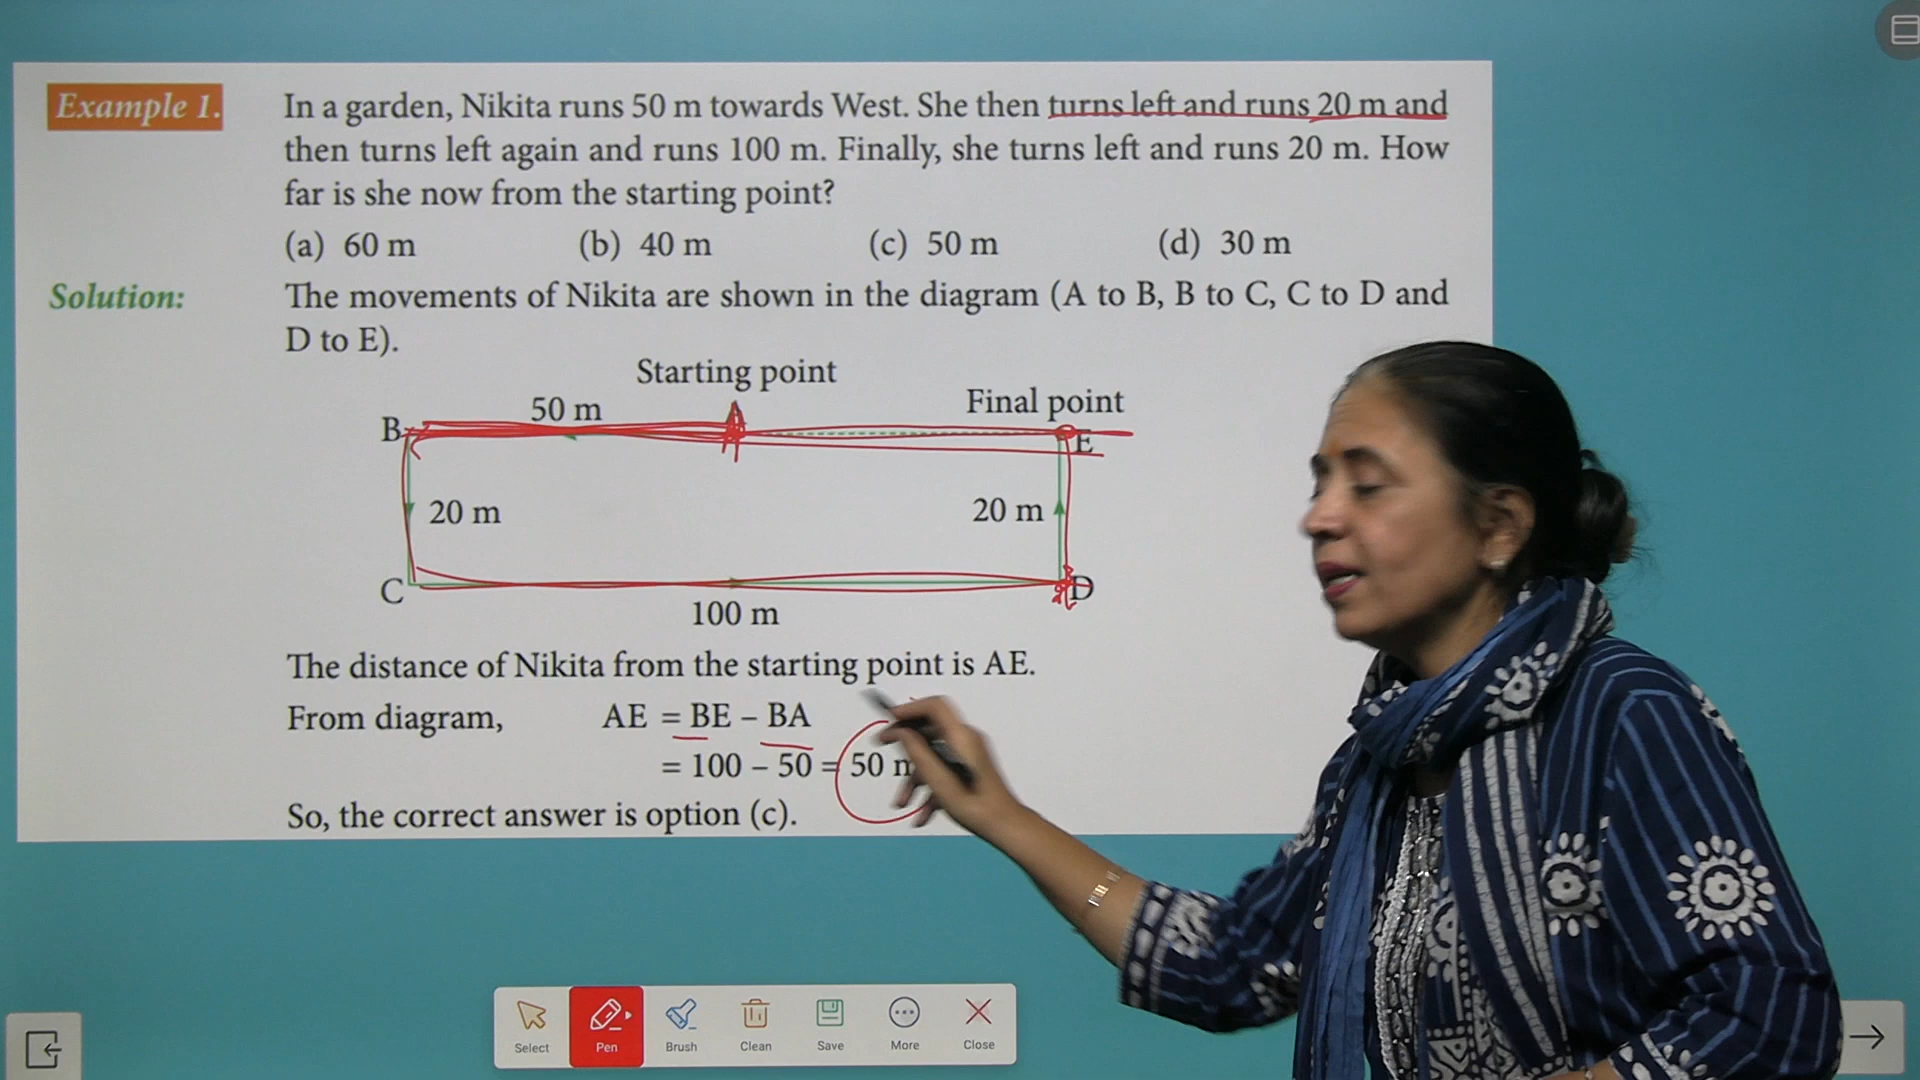 Example 1. In a garden, Nikita runs 50 m towards West. She then turns left and runs 20 m and
then turns left again and runs 100 m. Finally, she turns left and runs 20 m. How
far is she now from the starting point?
(a) 60 m (b) 40 m (c) 50 m (d) 30 m
Solution: The movements of Nikita are shown in the diagram (A to B, B to C, C to D and
D to E).
Starting point
50 m
Final point
B
A
E
20 m
20 m
C
D
100 m
The distance of Nikita from the starting point is AE.
From diagram, AE = BE – BA
= 100 – 50 = 50
So, the correct answer is option (c).
Select Pen Brush Clean Save More Close